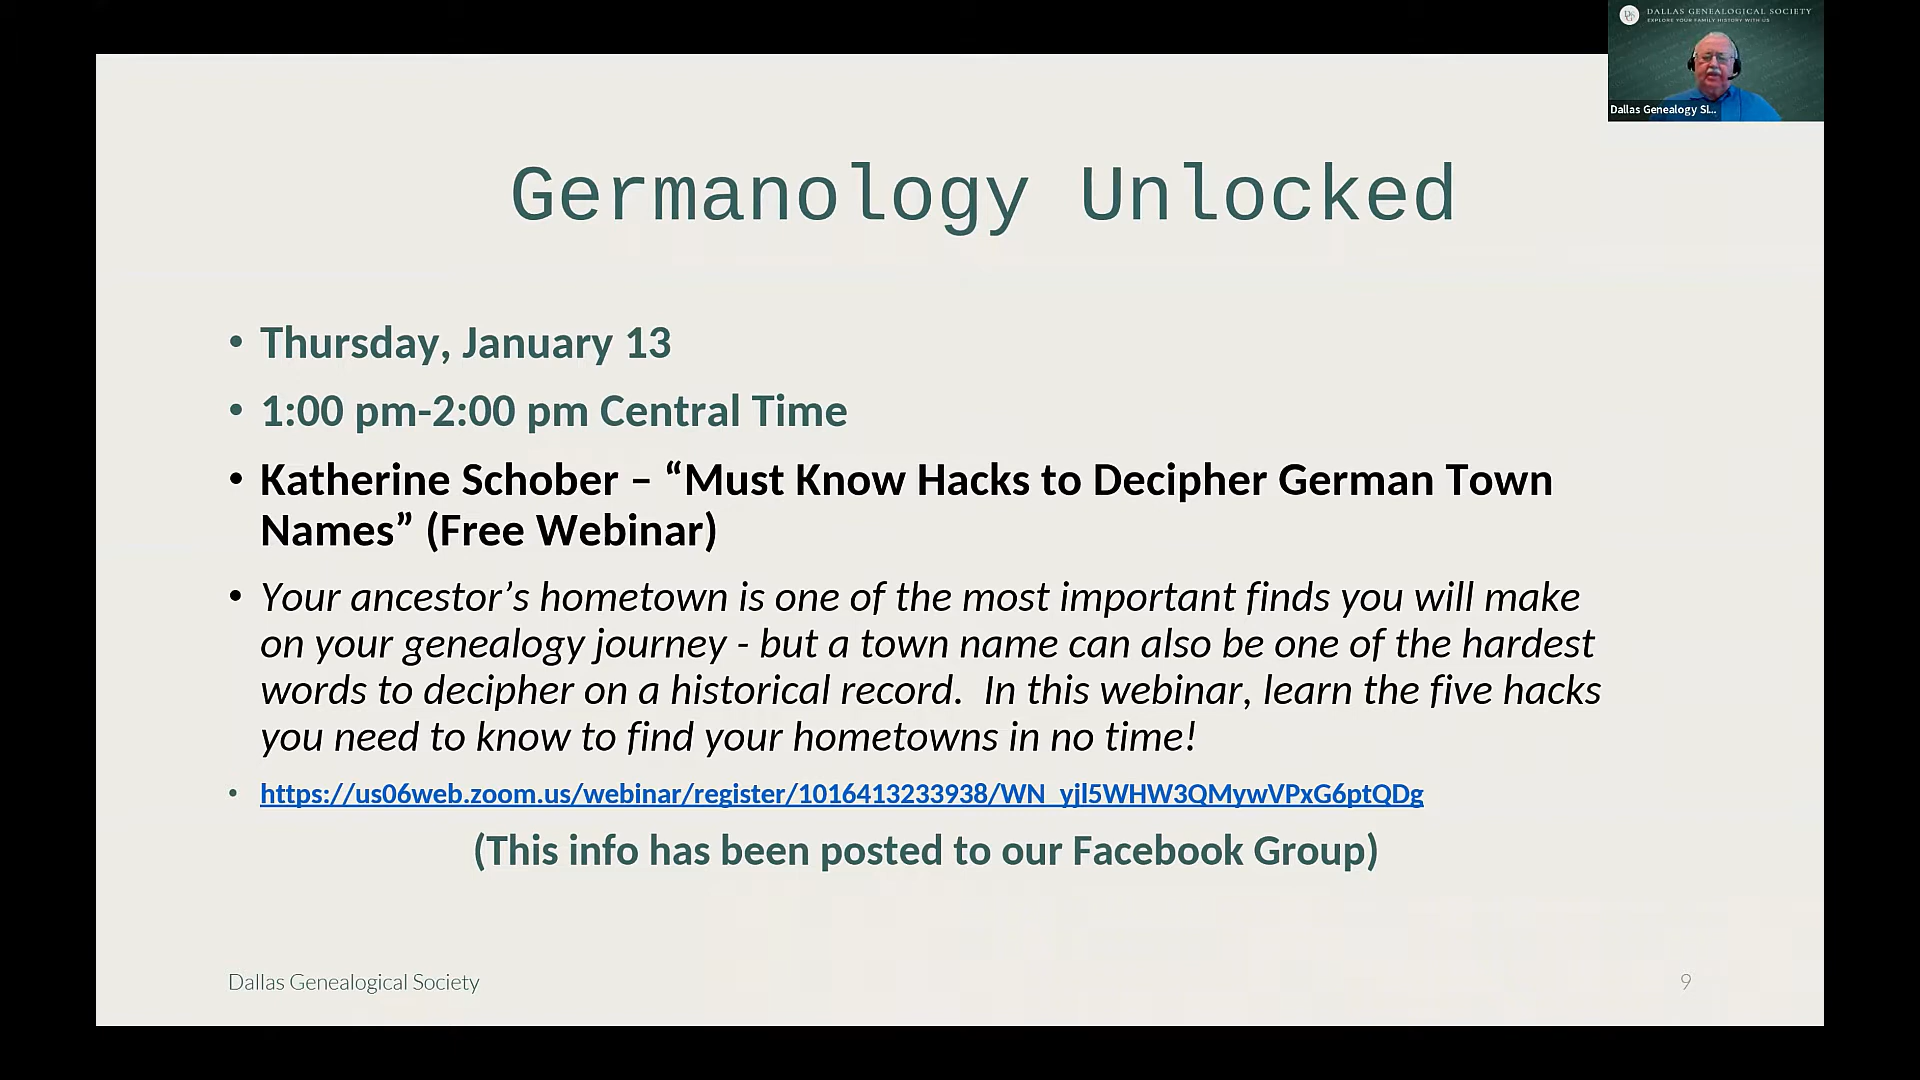 DALLAS GENEALOGICAL SOCIETY
EXPLORE YOUR FAMILY HISTORY WITH US
Dallas Genealogy SI...
Germanology Unlocked
• Thursday, January 13
• 1:00 pm-2:00 pm Central Time
• Katherine Schober – “Must Know Hacks to Decipher German Town
Names” (Free Webinar)
• Your ancestor’s hometown is one of the most important finds you will make
on your genealogy journey - but a town name can also be one of the hardest
words to decipher on a historical record.  In this webinar, learn the five hacks
you need to know to find your hometowns in no time!
• https://us06web.zoom.us/webinar/register/1016413233938/WN_yjl5WHW3QMywVPxG6ptQDg
(This info has been posted to our Facebook Group)
Dallas Genealogical Society
9